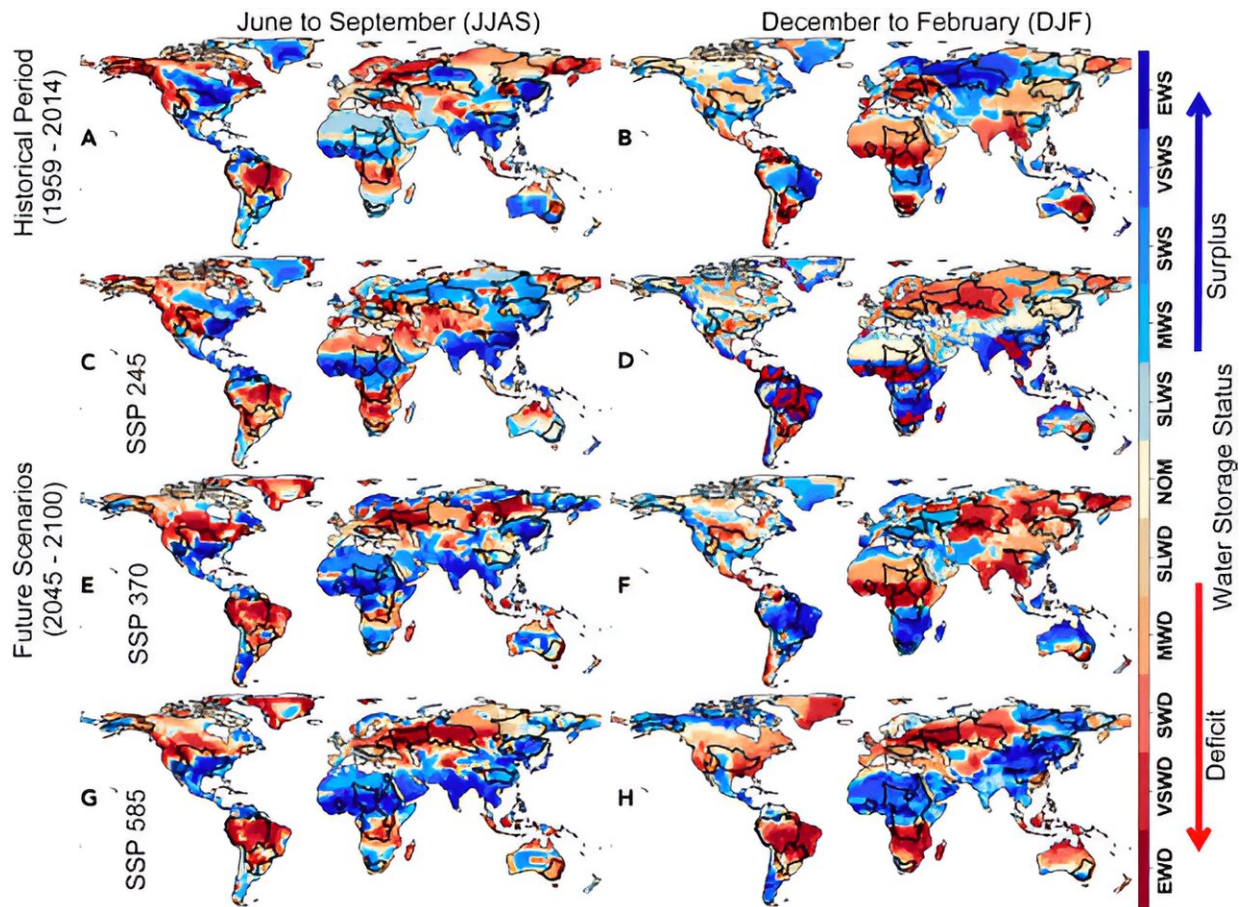 June to September (JJAS)
December to February (DJF)
Historical Period
(1959 - 2014)
Future Scenarios
(2045 - 2100)
SSP 245
SSP 370
SSP 585
A
B
C
D
E
F
G
H
EWS
VSWS
SWS
MWS
SLWS
NOM
SLWD
MWD
SWD
VSWD
EWD
Surplus
Water Storage Status
Deficit